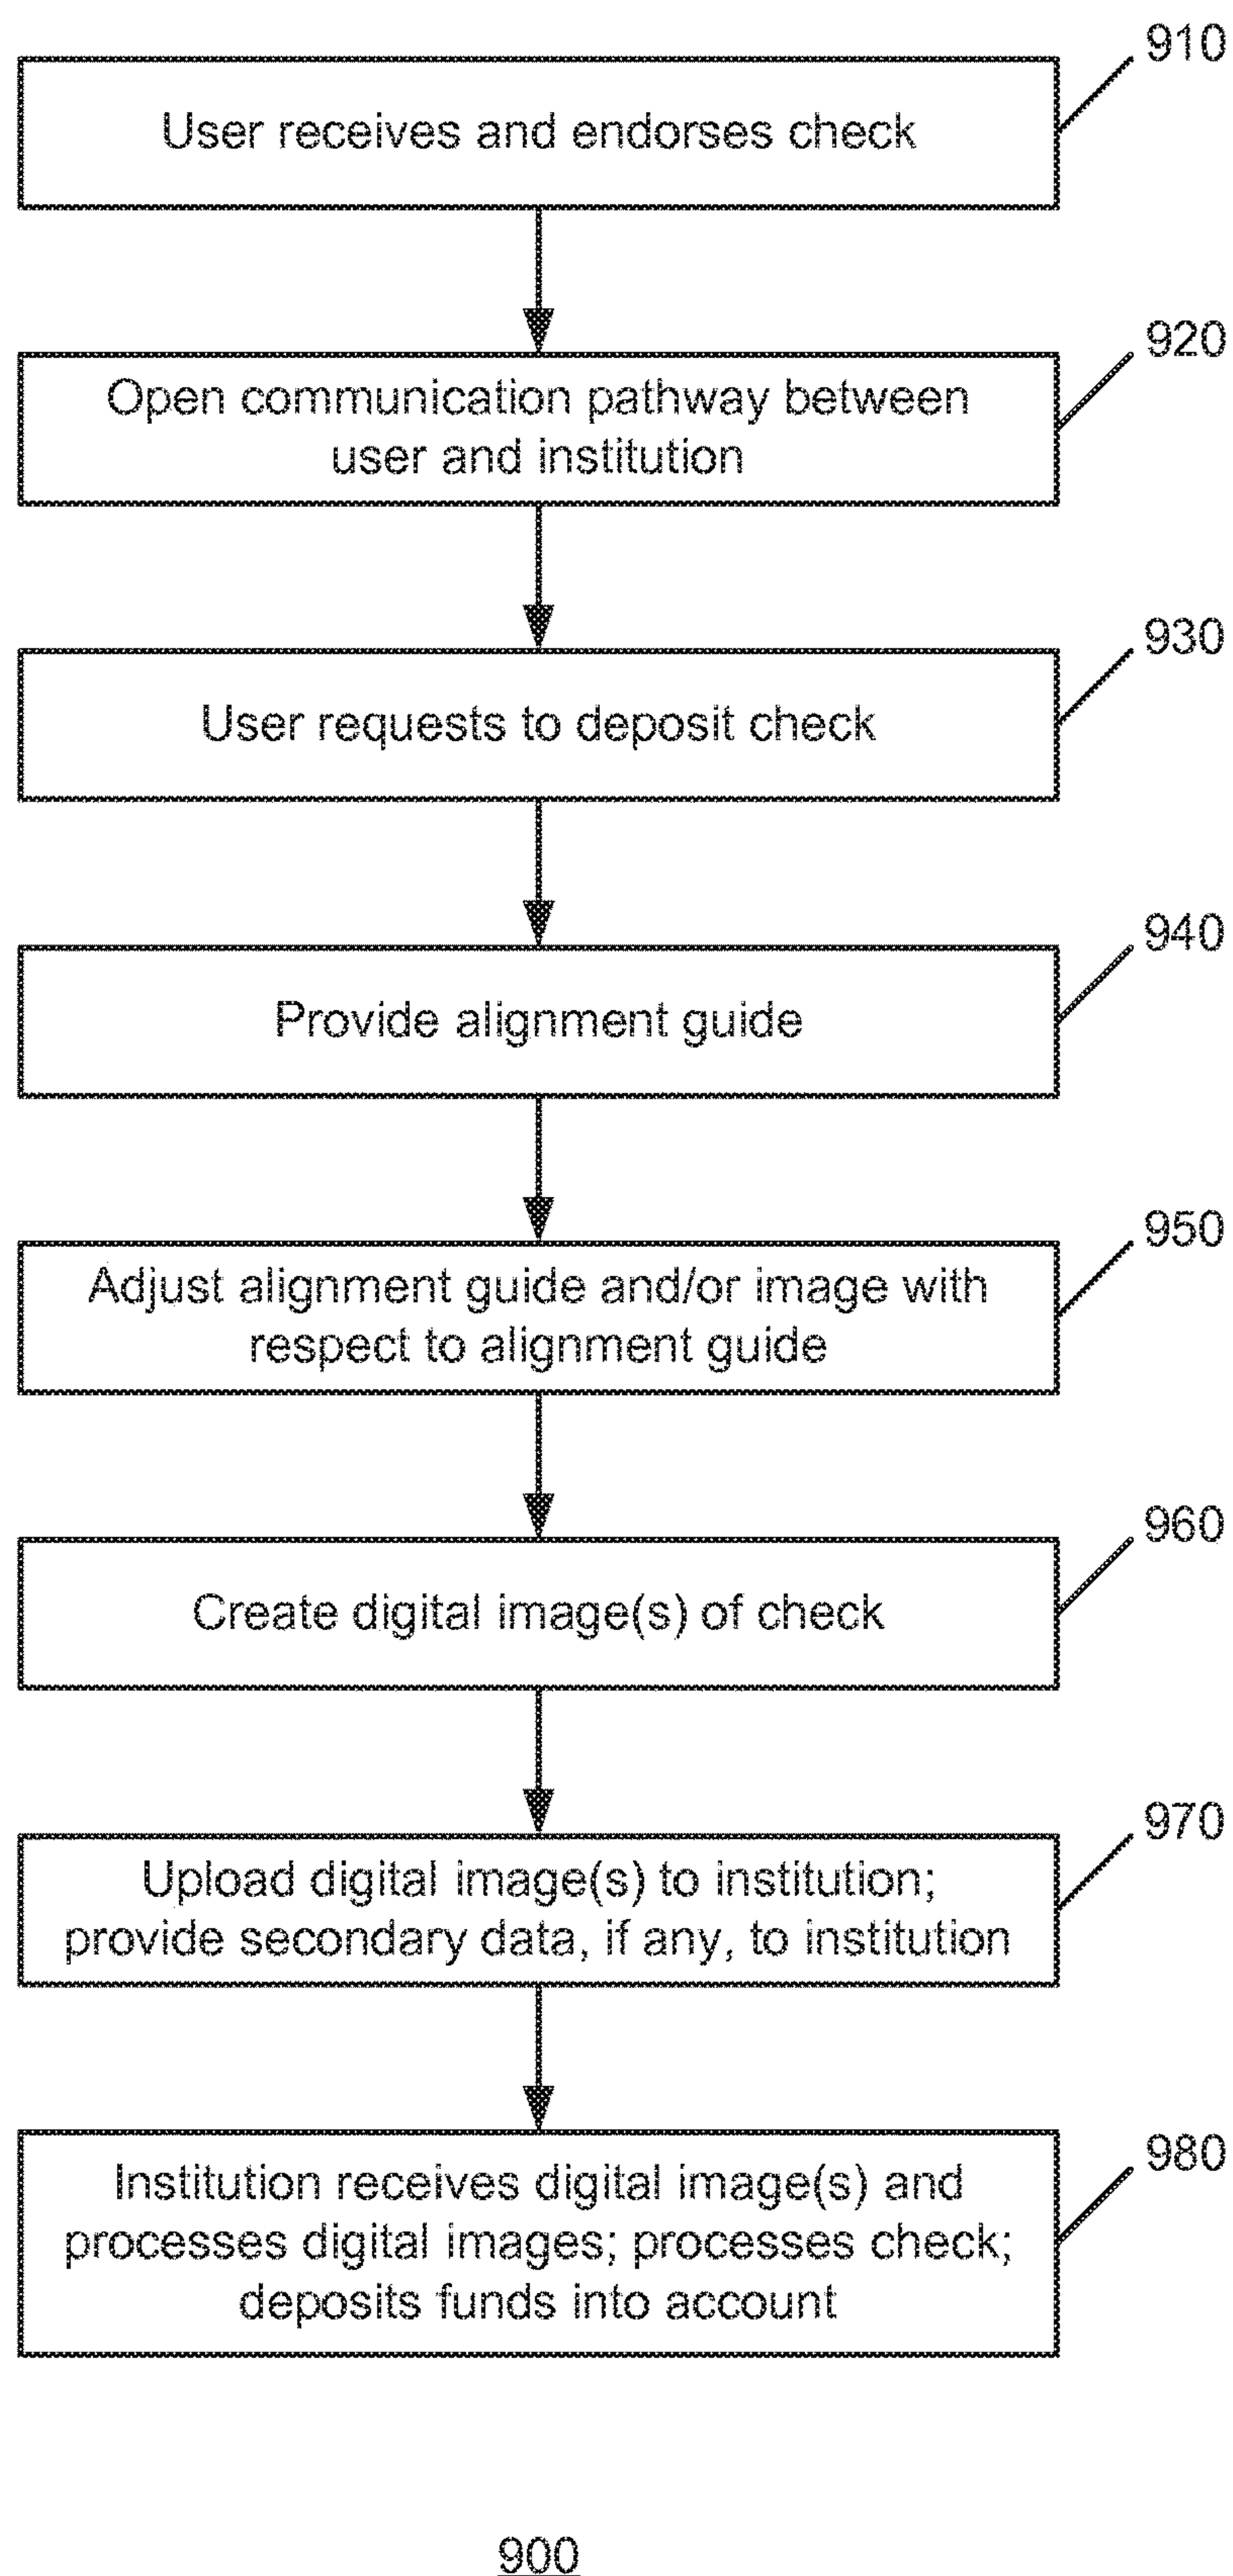 910
User receives and endorses check
920
Open communication pathway between
user and institution
930
User requests to deposit check
940
Provide alignment guide
950
Adjust alignment guide and/or image with
respect to alignment guide
960
Create digital image(s) of check
970
Upload digital image(s) to institution;
provide secondary data, if any, to institution
980
Institution receives digital image(s) and
processes digital images; processes check;
deposits funds into account
900